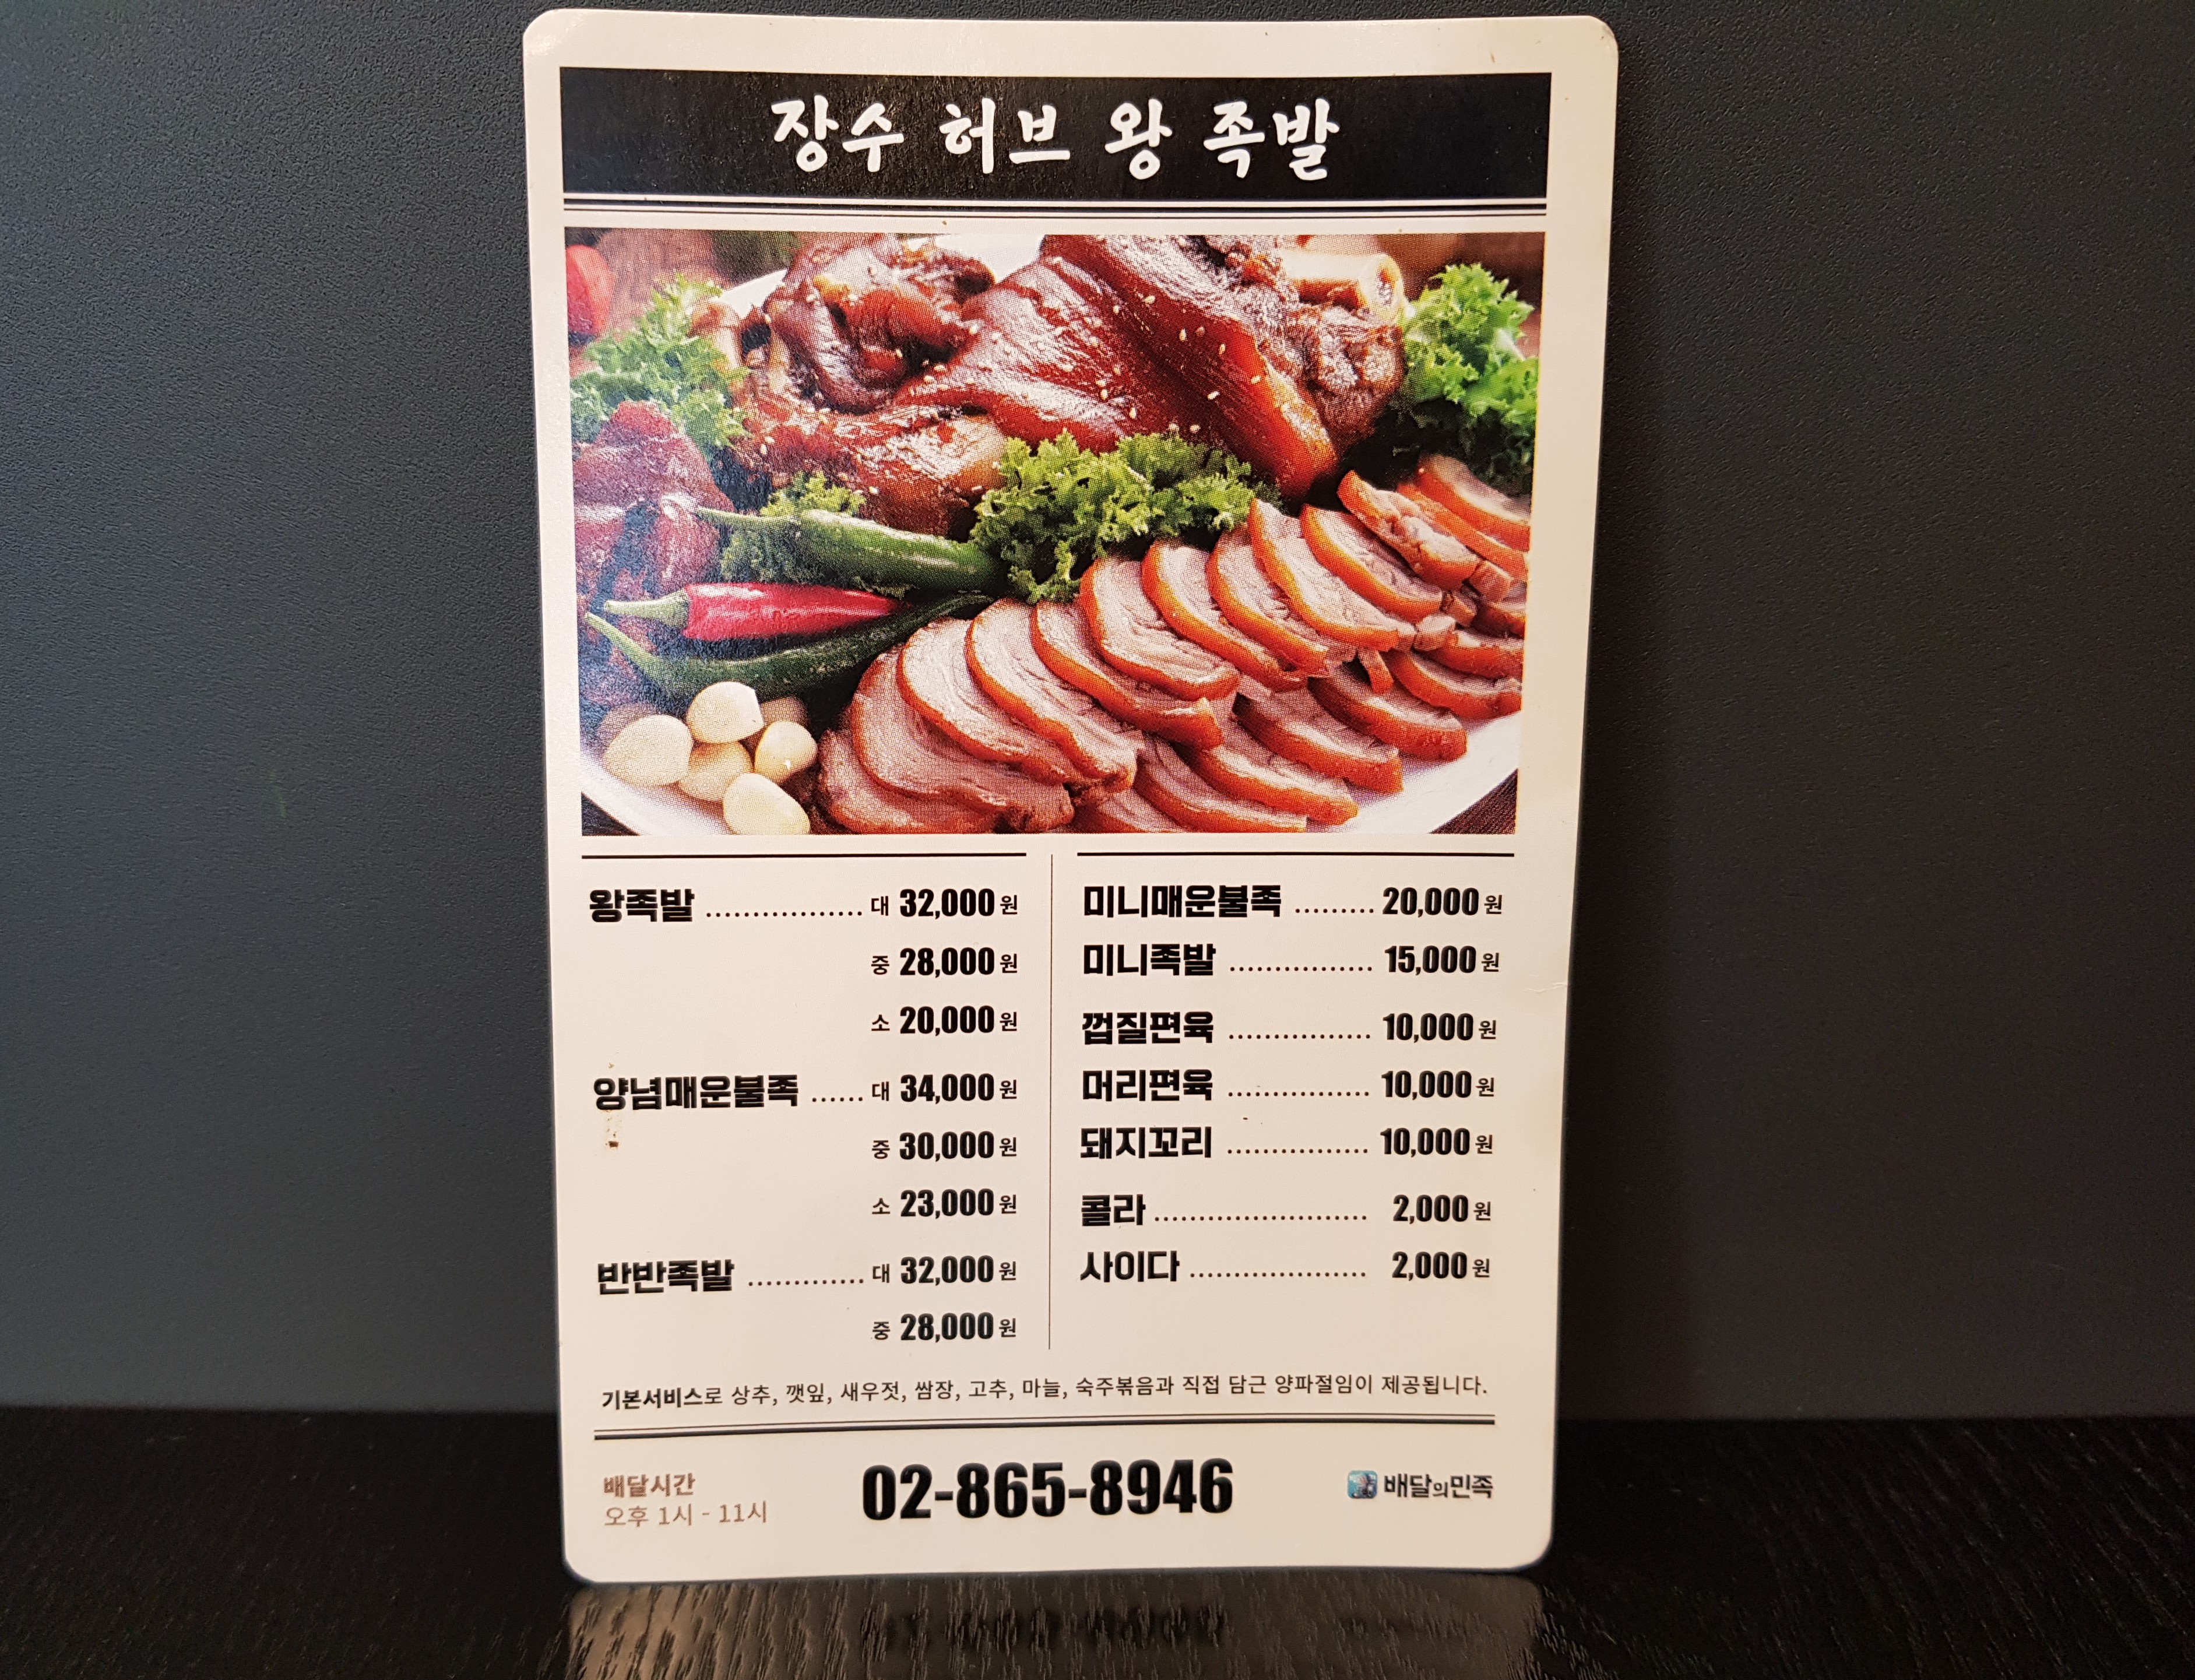 장수 허브 왕 족발
왕족발 .................. 대 32,000원
중 28,000원
소 20,000원
양념매운불족 ...... 대 34,000원
중 30,000원
소 23,000원
반반족발 ............. 대 32,000원
중 28,000원
미니매운불족 ......... 20,000원
미니족발 ................ 15,000원
껍질편육 ................ 10,000원
머리편육 ................ 10,000원
돼지꼬리 ................ 10,000원
콜라 ........................ 2,000원
사이다 .................... 2,000원
기본서비스로 상추, 깻잎, 새우젓, 쌈장, 고추, 마늘, 숙주볶음과 직접 담근 양파절임이 제공됩니다.
배달시간
오후 1시 - 11시
02-865-8946
배달의민족